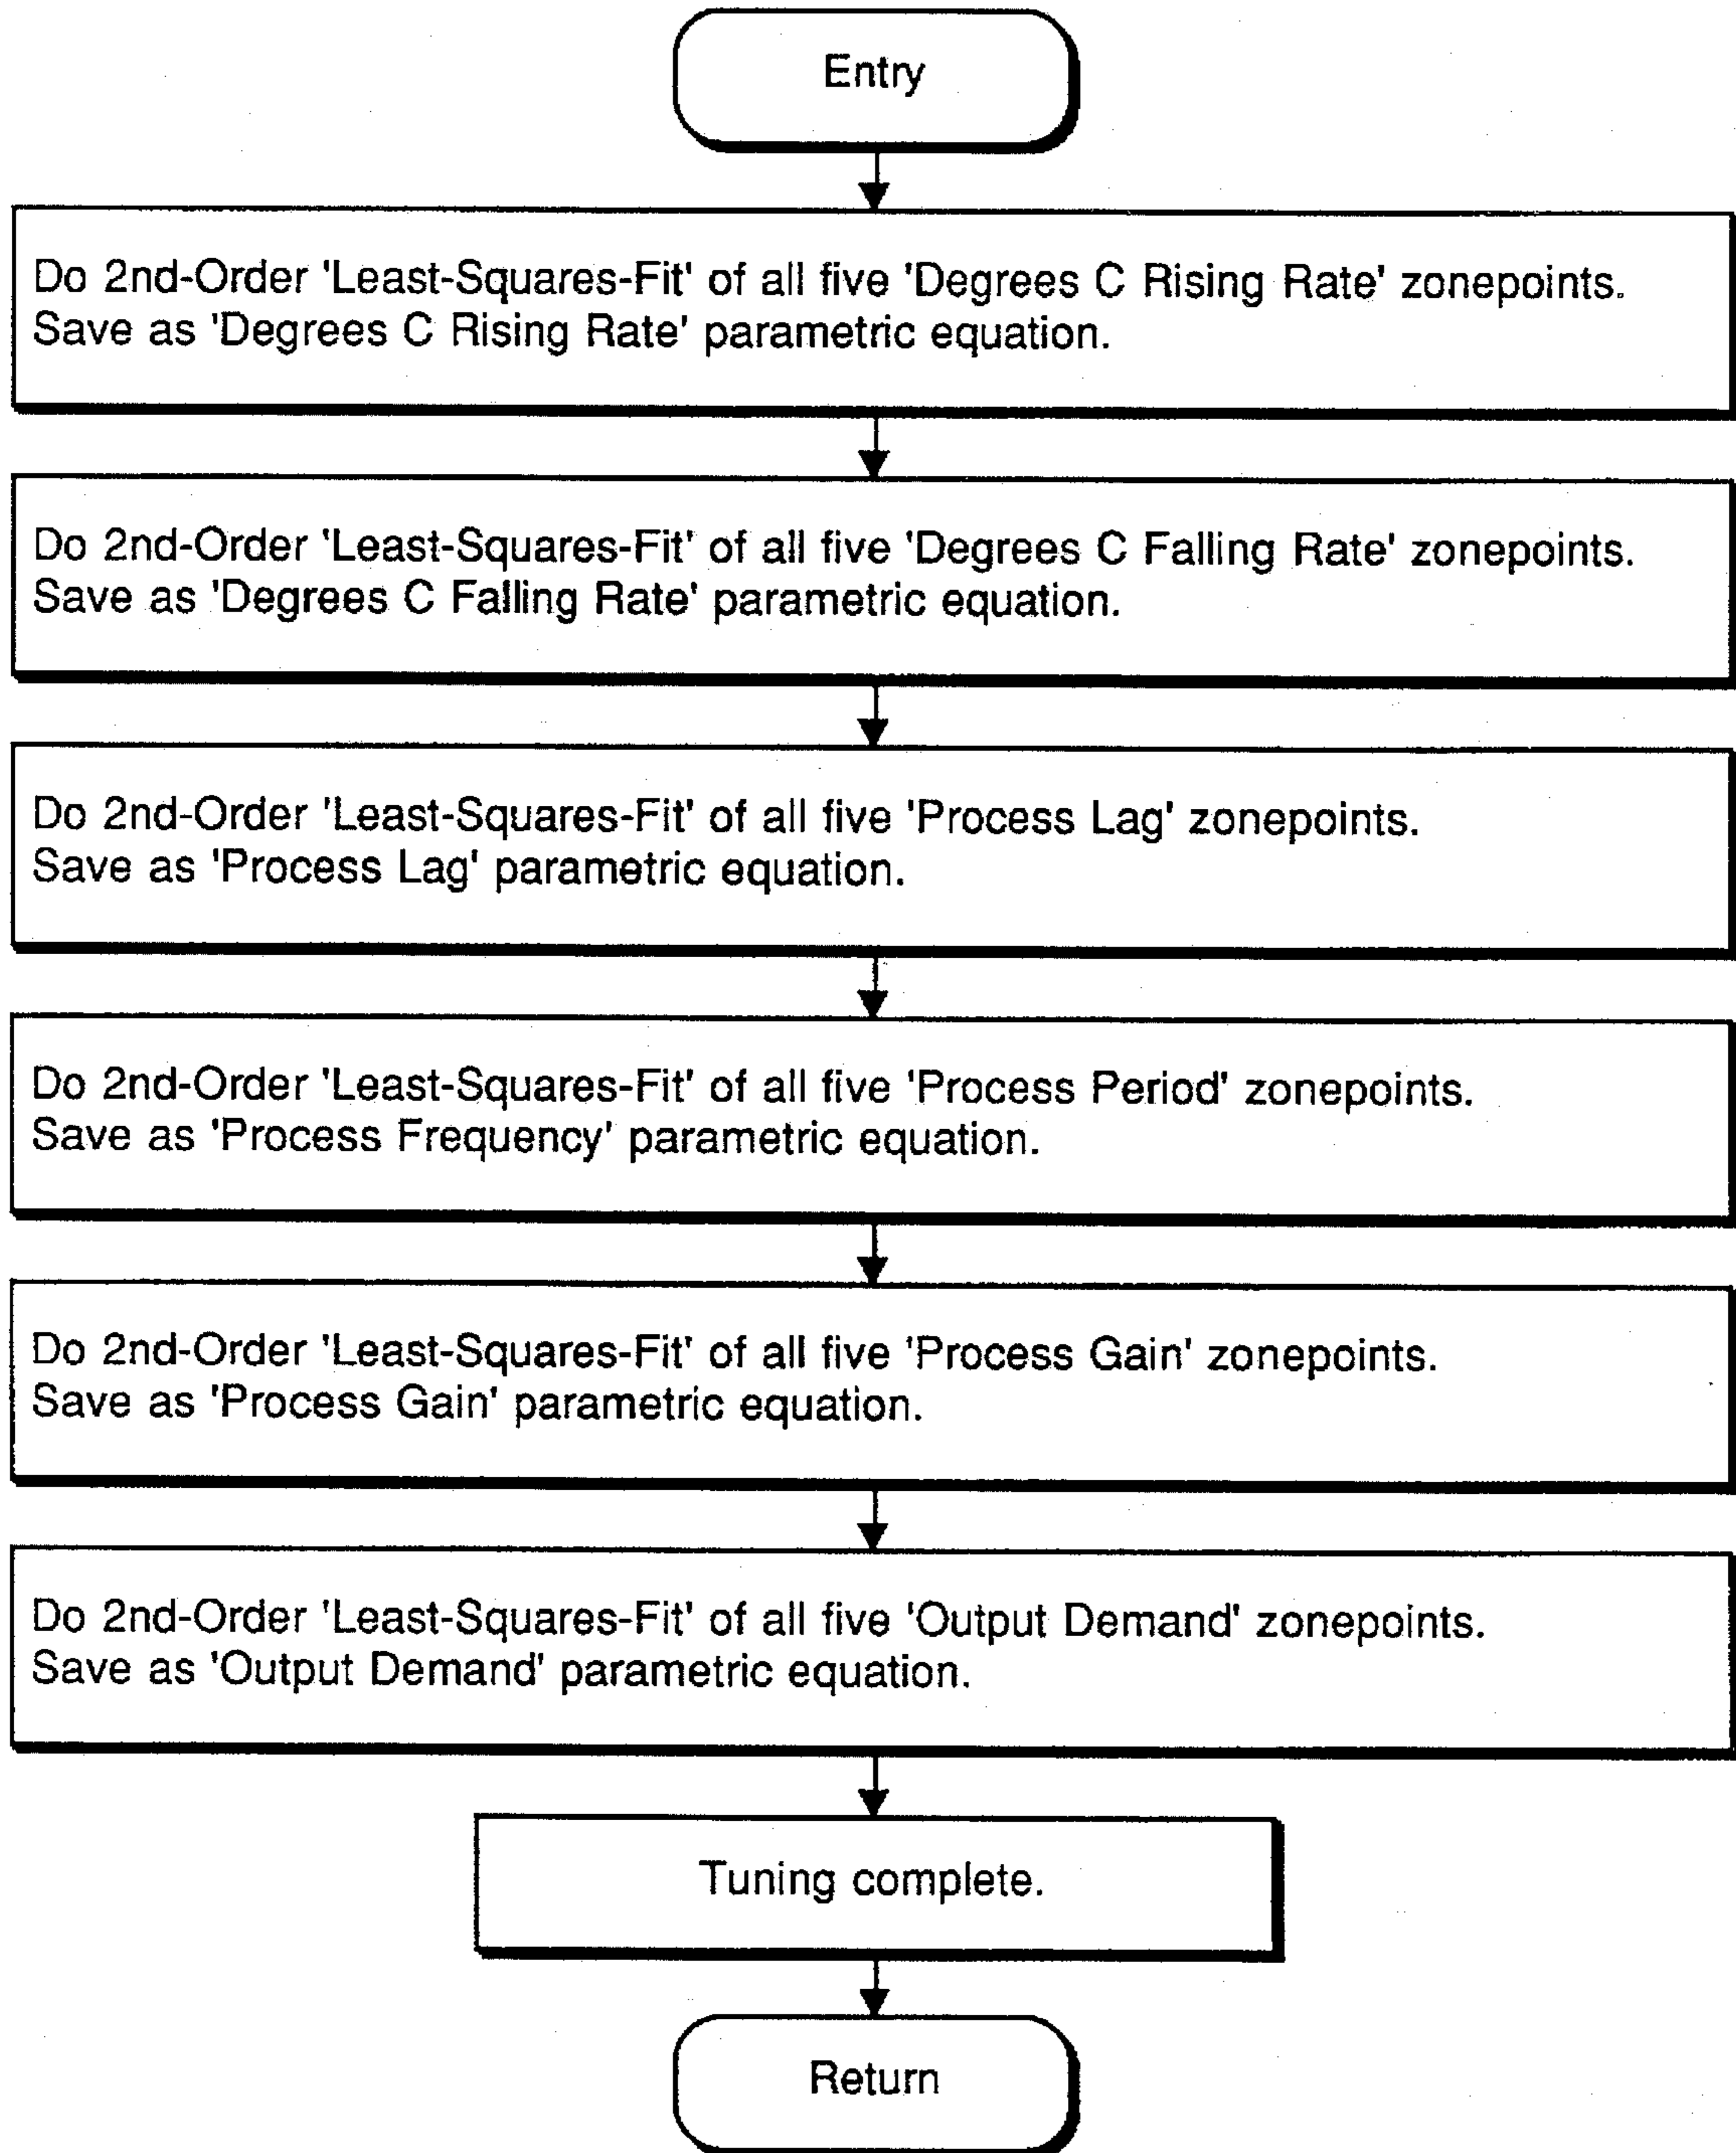 Entry
Do 2nd-Order 'Least-Squares-Fit' of all five 'Degrees C Rising Rate' zonepoints.
Save as 'Degrees C Rising Rate' parametric equation.
Do 2nd-Order 'Least-Squares-Fit' of all five 'Degrees C Falling Rate' zonepoints.
Save as 'Degrees C Falling Rate' parametric equation.
Do 2nd-Order 'Least-Squares-Fit' of all five 'Process Lag' zonepoints.
Save as 'Process Lag' parametric equation.
Do 2nd-Order 'Least-Squares-Fit' of all five 'Process Period' zonepoints.
Save as 'Process Frequency' parametric equation.
Do 2nd-Order 'Least-Squares-Fit' of all five 'Process Gain' zonepoints.
Save as 'Process Gain' parametric equation.
Do 2nd-Order 'Least-Squares-Fit' of all five 'Output Demand' zonepoints.
Save as 'Output Demand' parametric equation.
Tuning complete.
Return